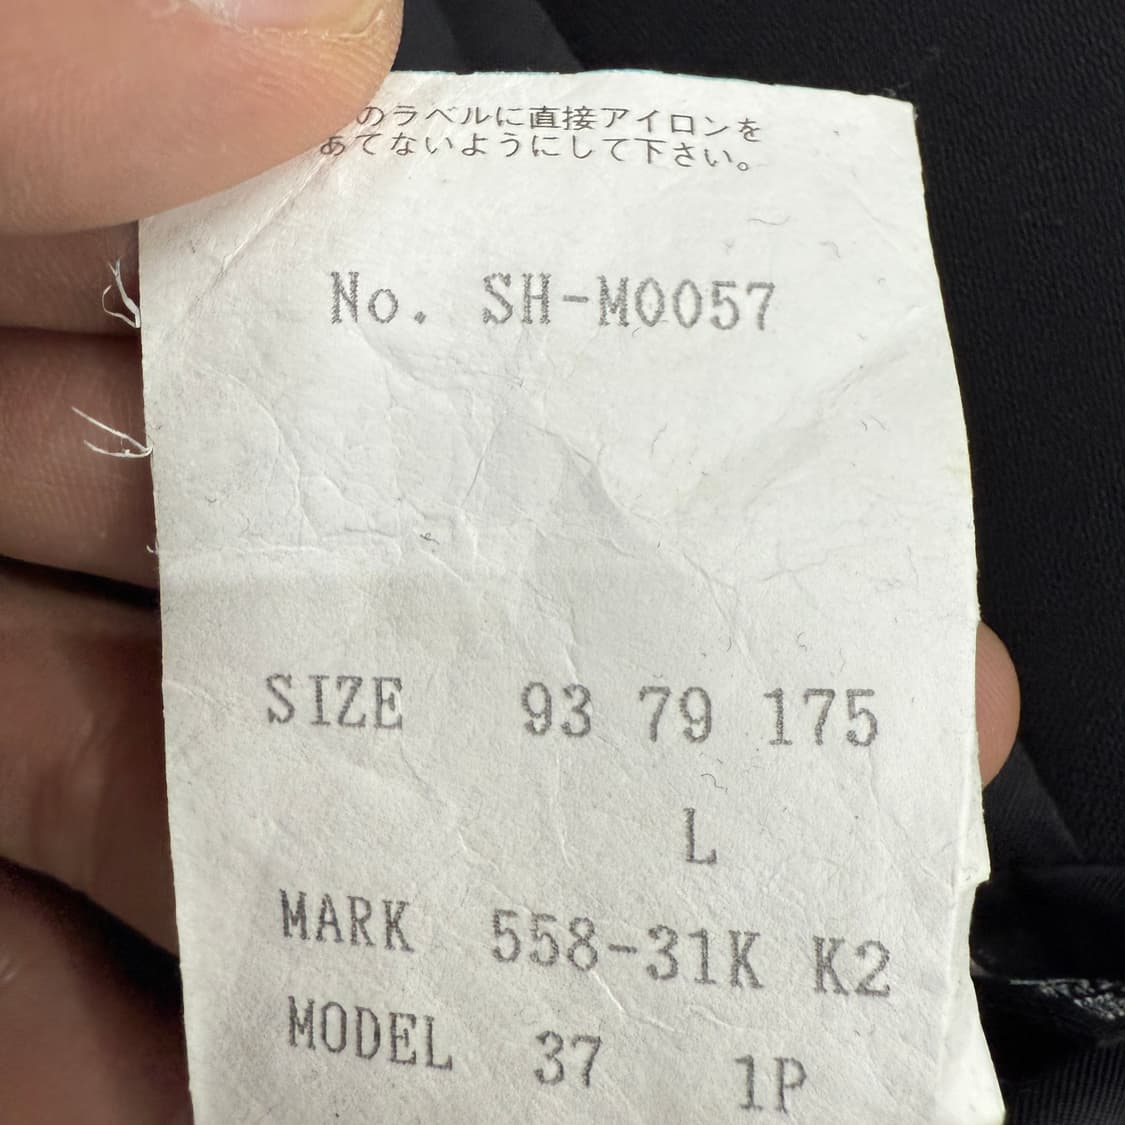 のラベルに直接アイロンを
あてないようにして下さい。
No. SH-M0057
SIZE 93 79 175
L
MARK 558-31K K2
MODEL 37 1P